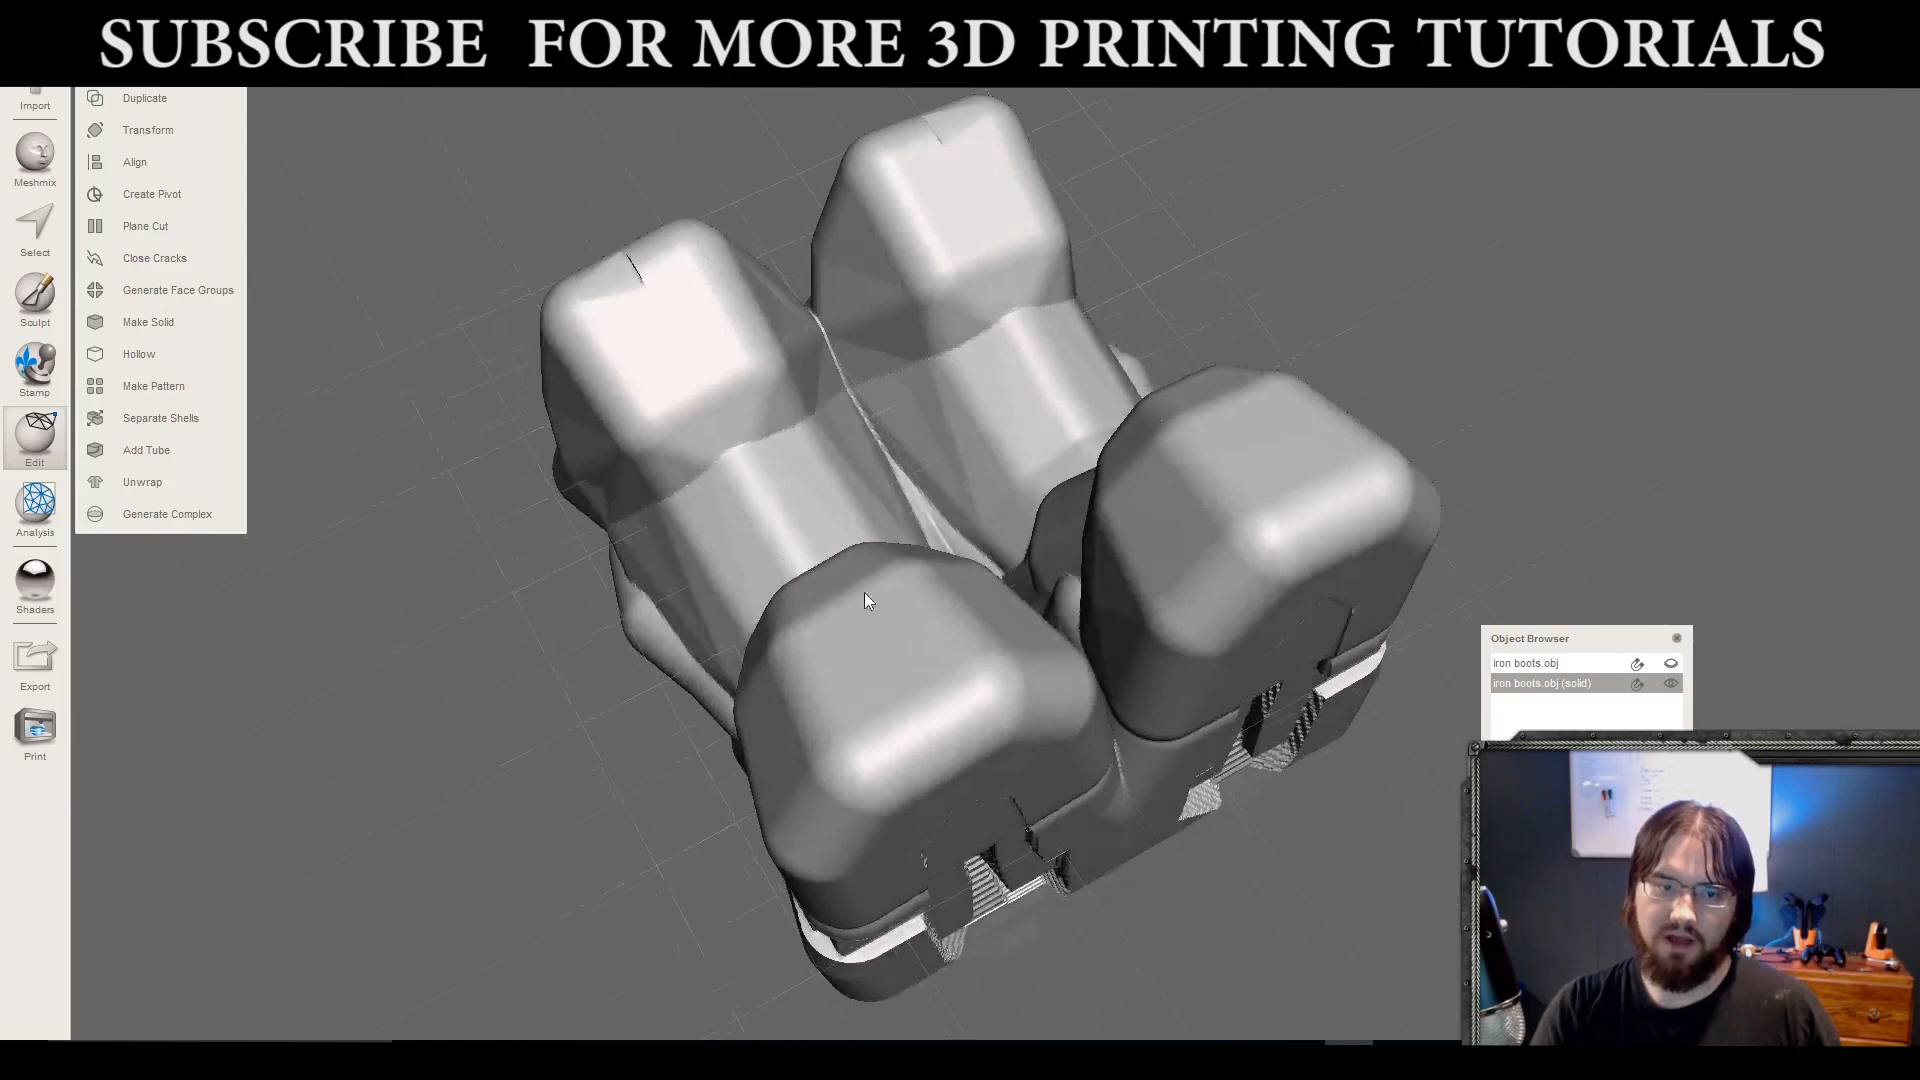 SUBSCRIBE FOR MORE 3D PRINTING TUTORIALS
Import
Meshmix
Select
Sculpt
Stamp
Edit
Analysis
Shaders
Export
Print
Duplicate
Transform
Align
Create Pivot
Plane Cut
Close Cracks
Generate Face Groups
Make Solid
Hollow
Make Pattern
Separate Shells
Add Tube
Unwrap
Generate Complex
Object Browser
iron boots.obj
iron boots.obj (solid)